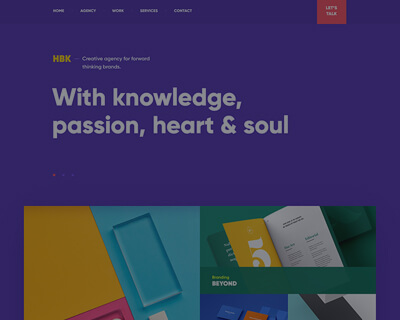 HOME AGENCY WORK SERVICES CONTACT
LET'S
TALK
HBK — Creative agency for forward
thinking brands.
With knowledge,
passion, heart & soul
Branding
BEYOND